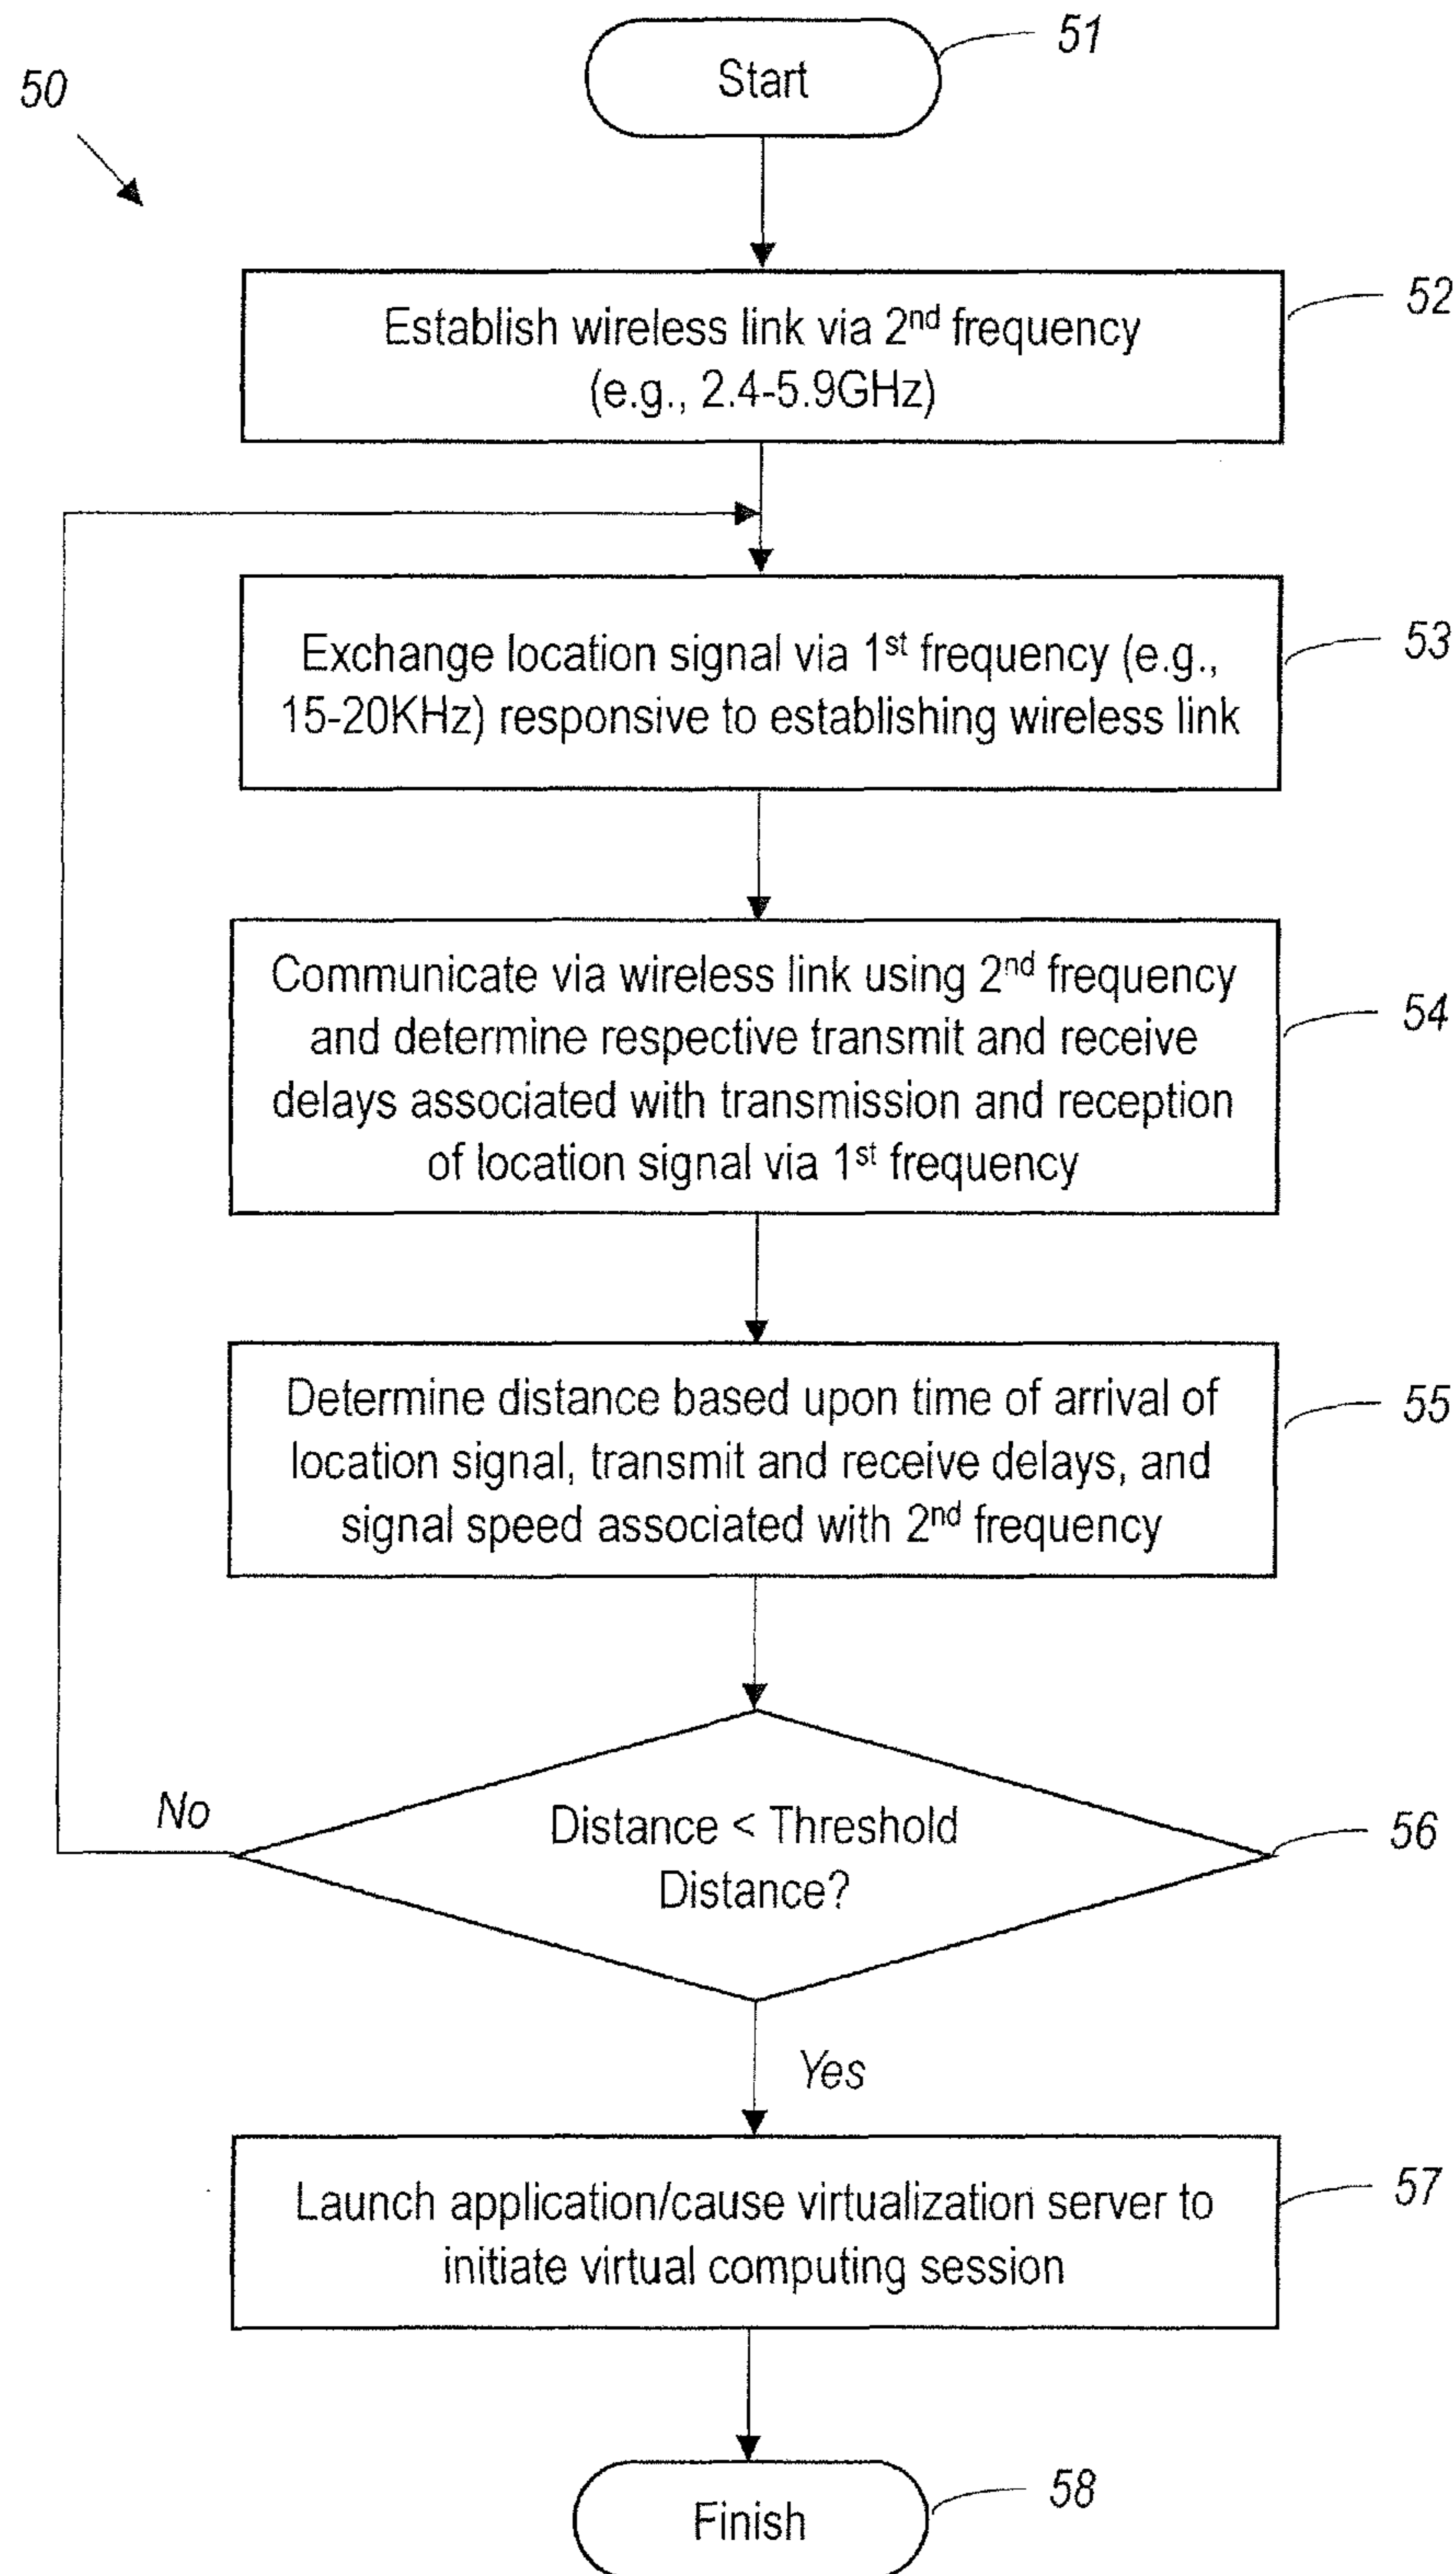 50
Start
51
Establish wireless link via 2nd frequency
(e.g., 2.4-5.9GHz)
52
Exchange location signal via 1st frequency (e.g.,
15-20KHz) responsive to establishing wireless link
53
Communicate via wireless link using 2nd frequency
and determine respective transmit and receive
delays associated with transmission and reception
of location signal via 1st frequency
54
Determine distance based upon time of arrival of
location signal, transmit and receive delays, and
signal speed associated with 2nd frequency
55
No
Distance < Threshold
Distance?
56
Yes
Launch application/cause virtualization server to
initiate virtual computing session
57
Finish
58